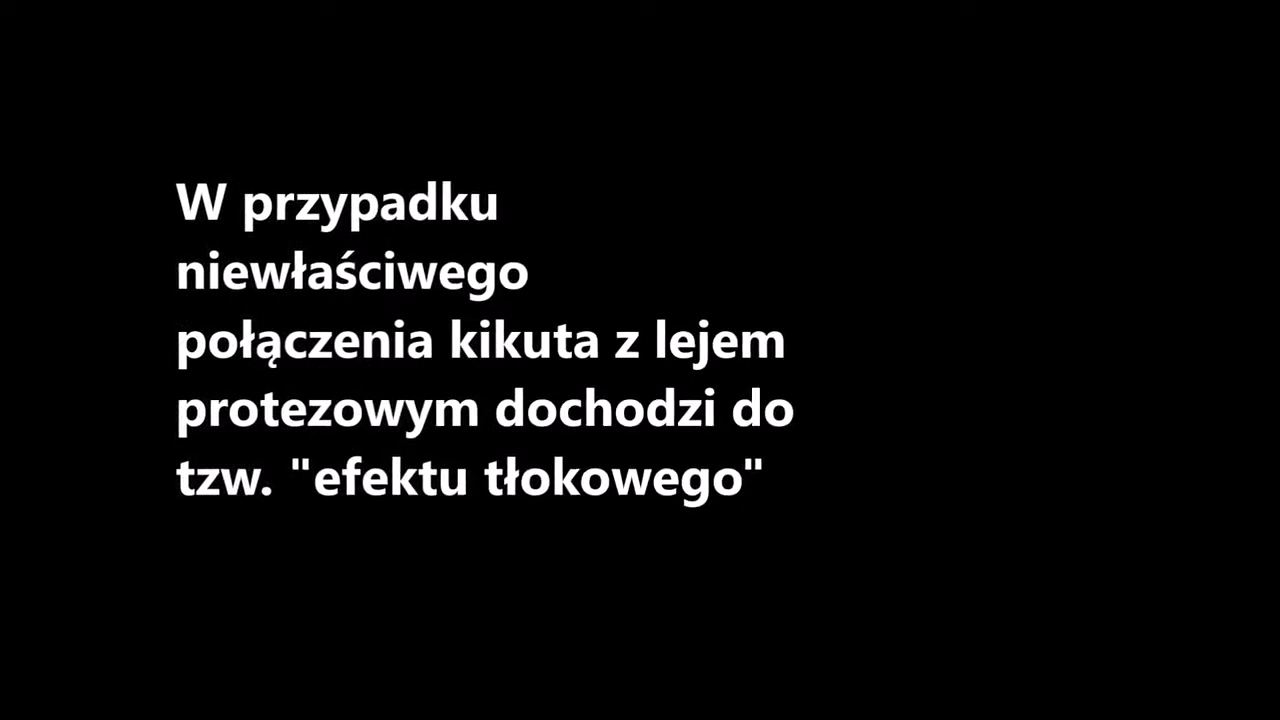 W przypadku
niewłaściwego
połączenia kikuta z lejem
protezowym dochodzi do
tzw. "efektu tłokowego"